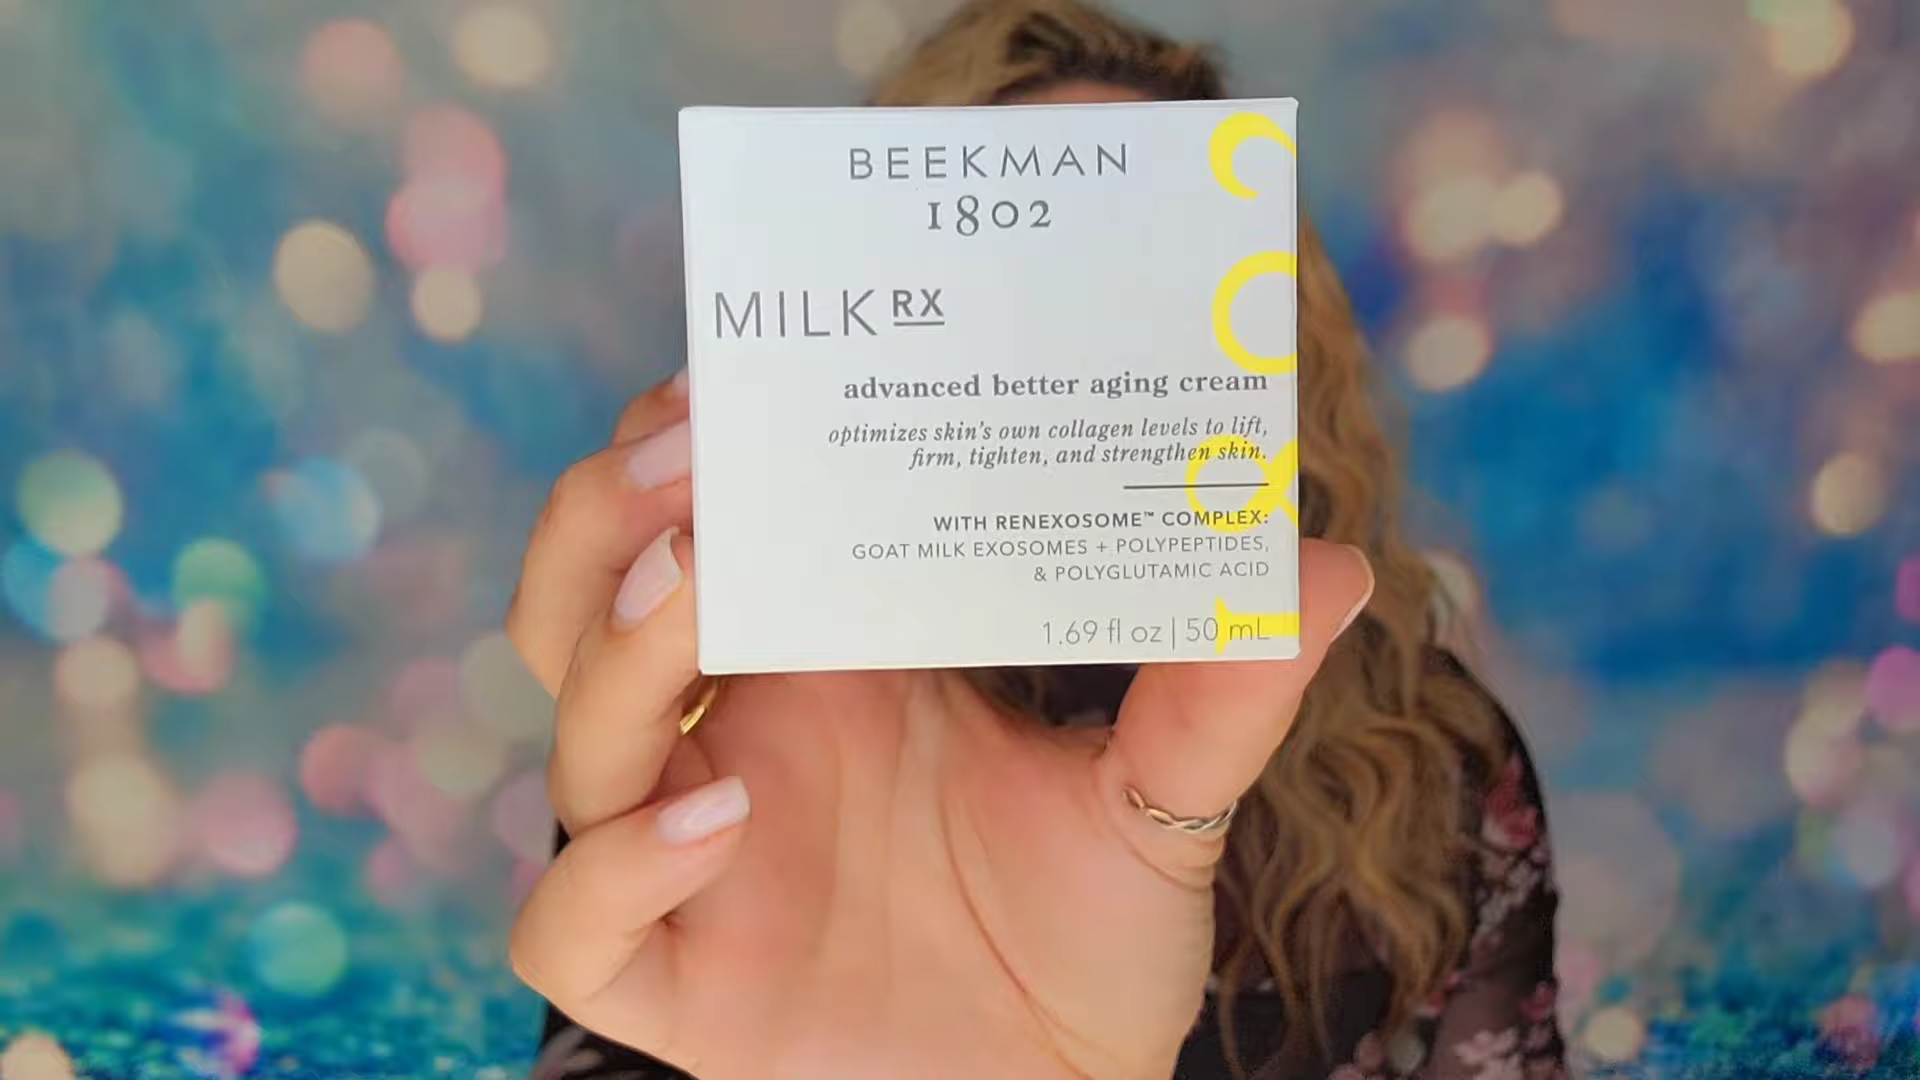 BEEKMAN
1802
MILK RX
advanced better aging cream
optimizes skin's own collagen levels to lift,
firm, tighten, and strengthen skin.
WITH RENEXOSOME™ COMPLEX:
GOAT MILK EXOSOMES + POLYPEPTIDES,
& POLYGLUTAMIC ACID
1.69 fl oz | 50 mL
1802